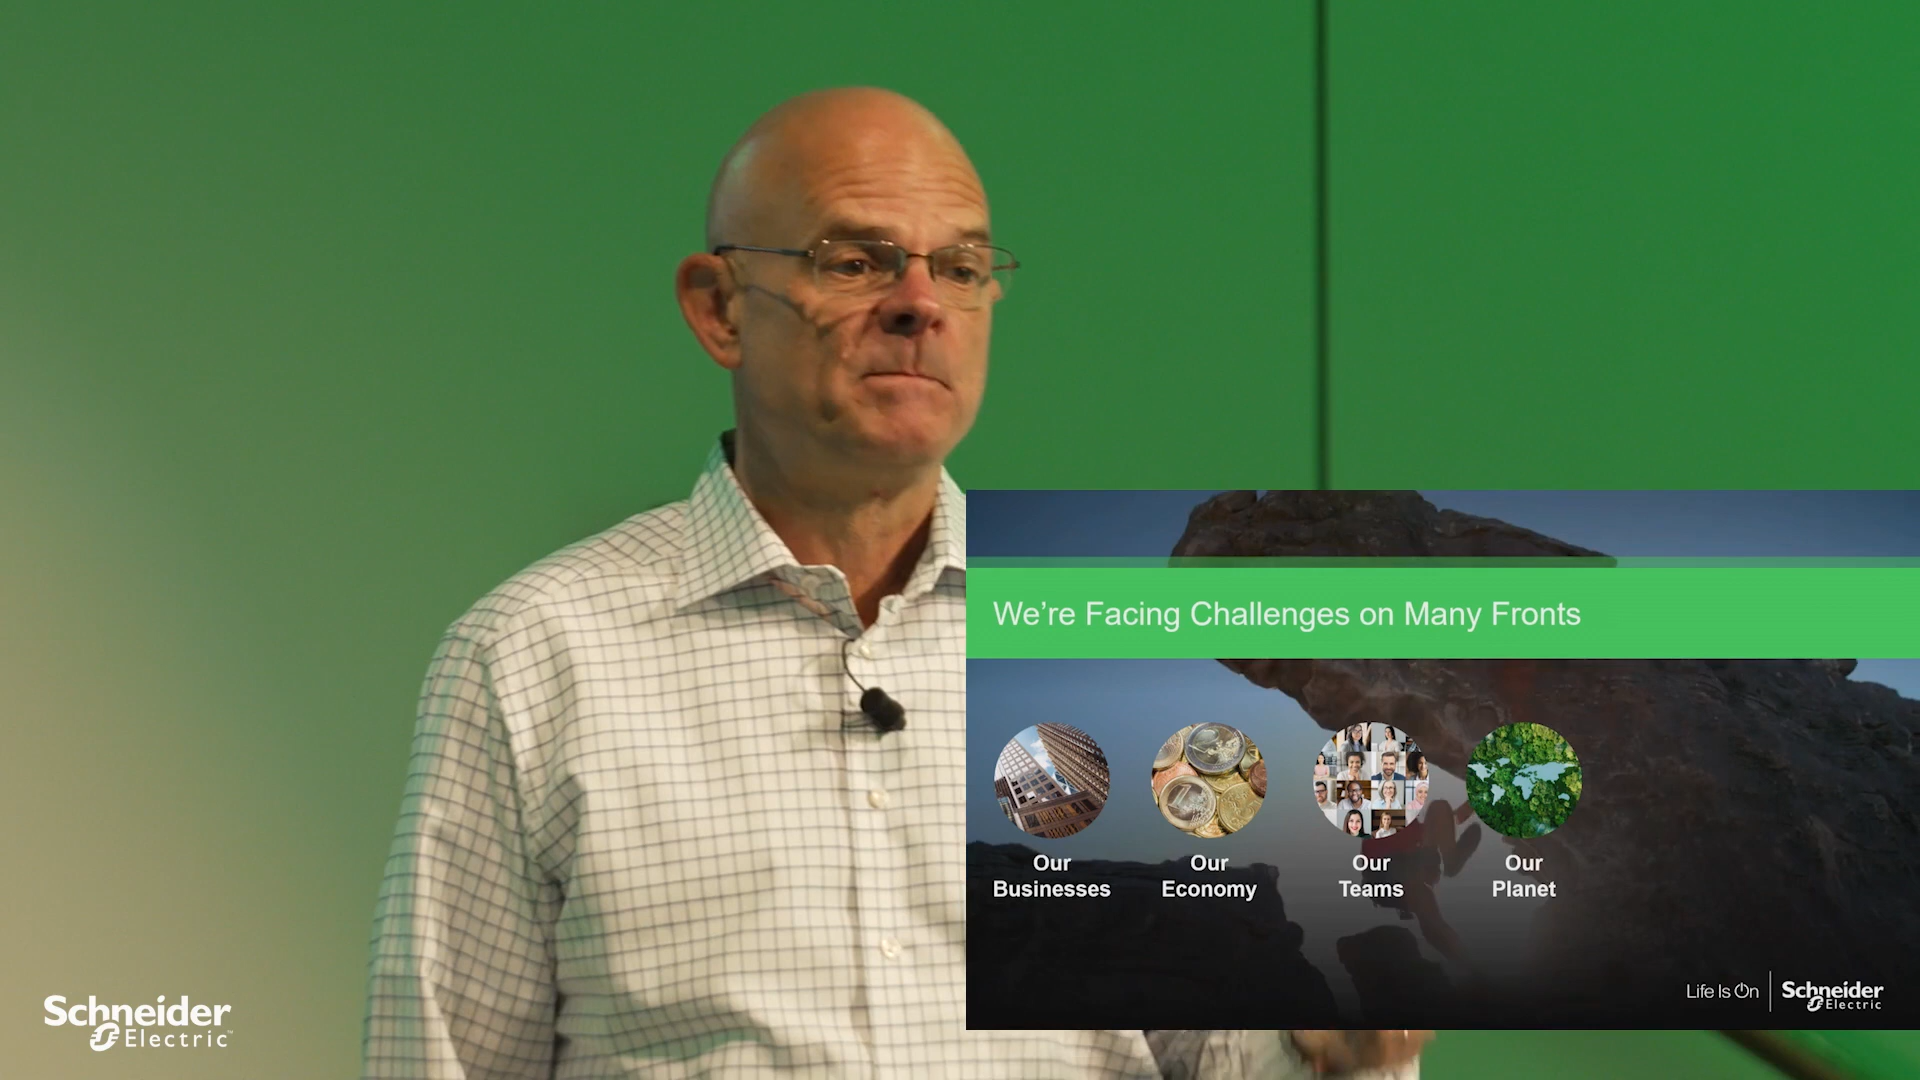 We're Facing Challenges on Many Fronts
Our
Businesses
Our
Economy
Our
Teams
Our
Planet
Life Is On
Schneider
Electric
Schneider
Electric™